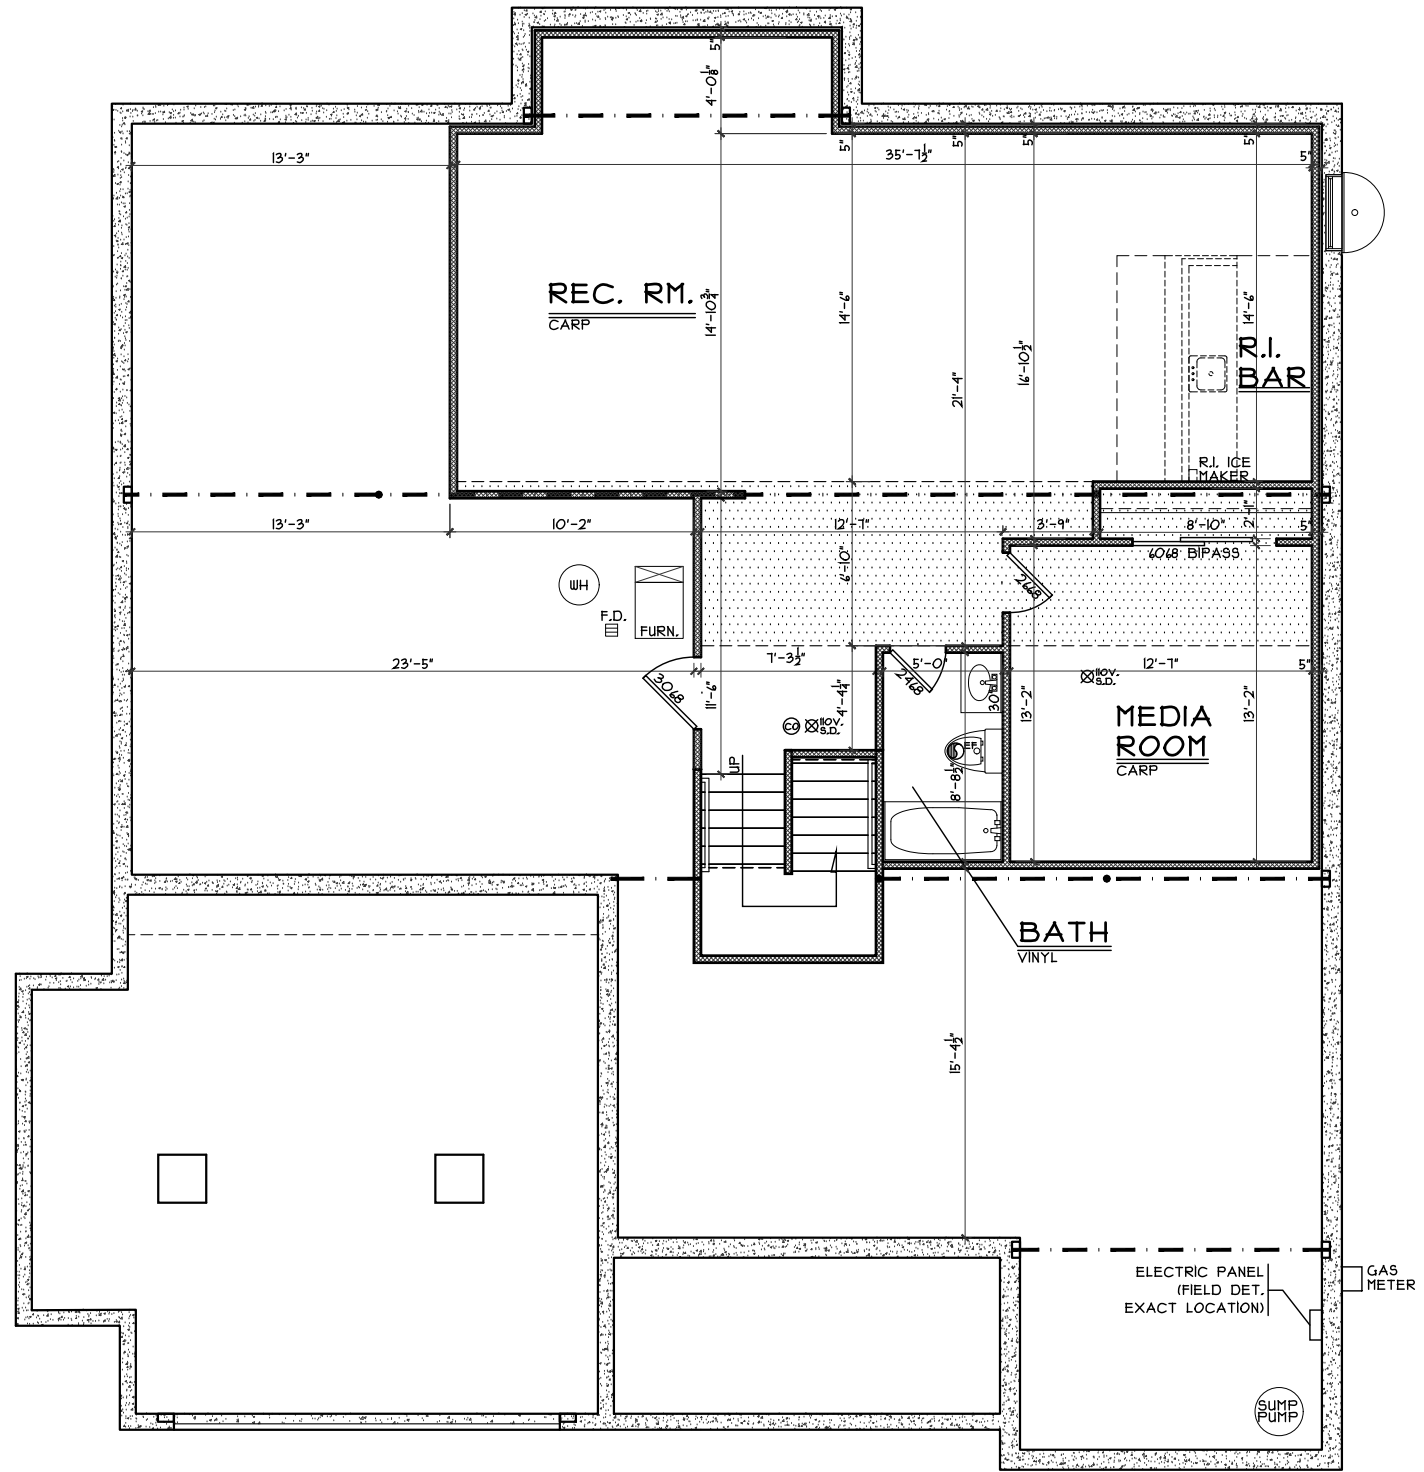 5"
4'-0 1/8"
13'-3"
5"
5"
35'-7 1/2"
5"
5"
5"
REC. RM.
CARP
14'-10 3/4"
14'-6"
14'-6"
R.I.
BAR
16'-10 1/2"
21'-4"
R.I. ICE
MAKER
13'-3"
10'-2"
12'-7"
3'-9"
8'-10"
2'-1"
5"
6068 BIPASS
6'-10"
2668
WH
F.D.
FURN.
23'-5"
7'-3 1/2"
5'-0"
12'-7"
5"
3068
2468
110V.
S.D.
30"
11'-6"
4'-4 1/2"
13'-2"
13'-2"
CO
110V.
S.D.
MEDIA
ROOM
CARP
EF
UP
8'-8 1/2"
BATH
VINYL
15'-4 1/2"
ELECTRIC PANEL
(FIELD DET.
EXACT LOCATION)
GAS
METER
SUMP
PUMP